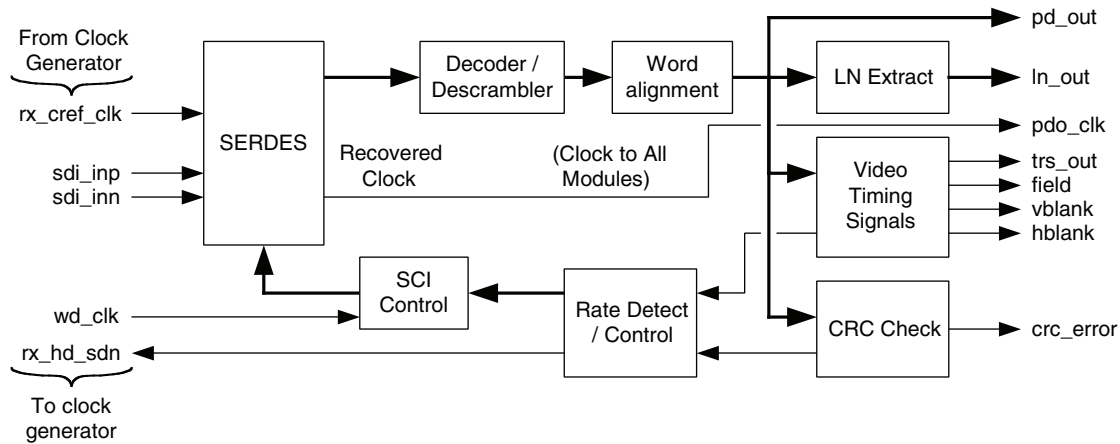 From Clock
Generator
rx_cref_clk
sdi_inp
sdi_inn
wd_clk
rx_hd_sdn
To clock
generator
SERDES
Decoder /
Descrambler
Word
alignment
LN Extract
Recovered
Clock
(Clock to All
Modules)
Video
Timing
Signals
SCI
Control
Rate Detect
/ Control
CRC Check
pd_out
ln_out
pdo_clk
trs_out
field
vblank
hblank
crc_error